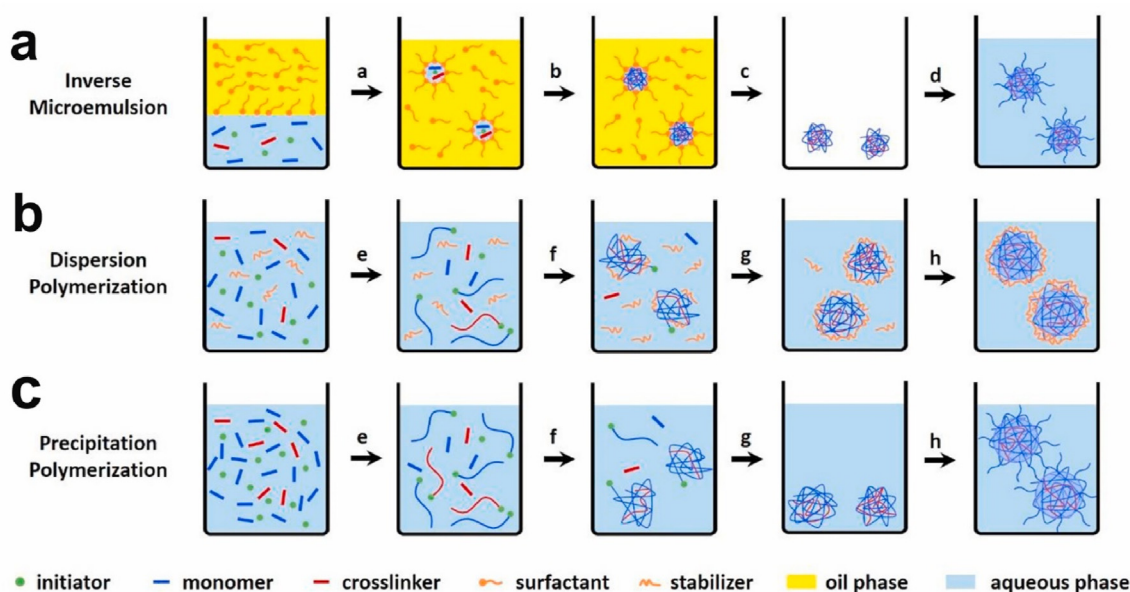 a
Inverse
Microemulsion
a
b
c
d
b
Dispersion
Polymerization
e
f
g
h
c
Precipitation
Polymerization
e
f
g
h
initiator
monomer
crosslinker
surfactant
stabilizer
oil phase
aqueous phase